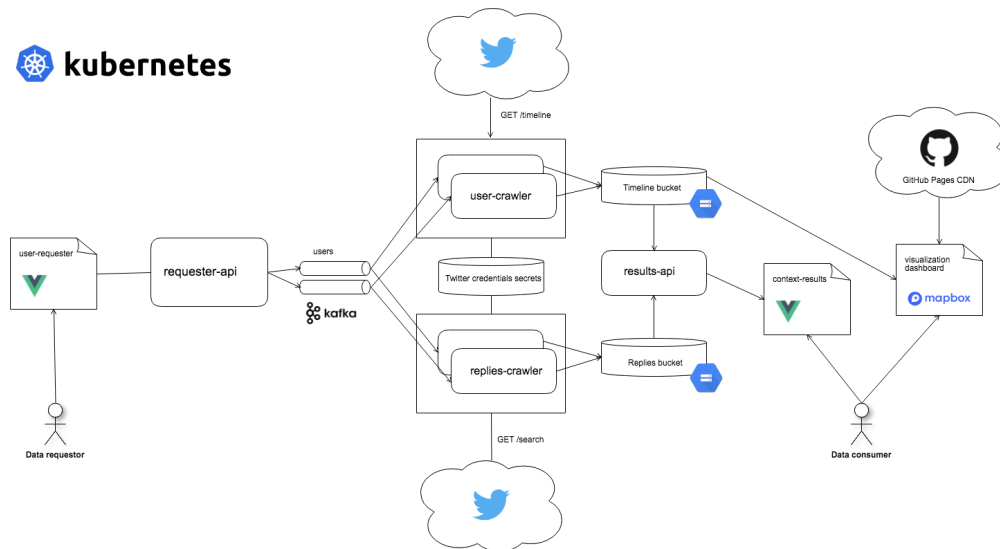 kubernetes
GET /timeline
GitHub Pages CDN
user-crawler
Timeline bucket
user-requester
requester-api
users
kafka
Twitter credentials secrets
results-api
context-results
visualization
dashboard
mapbox
replies-crawler
Replies bucket
GET /search
Data requestor
Data consumer